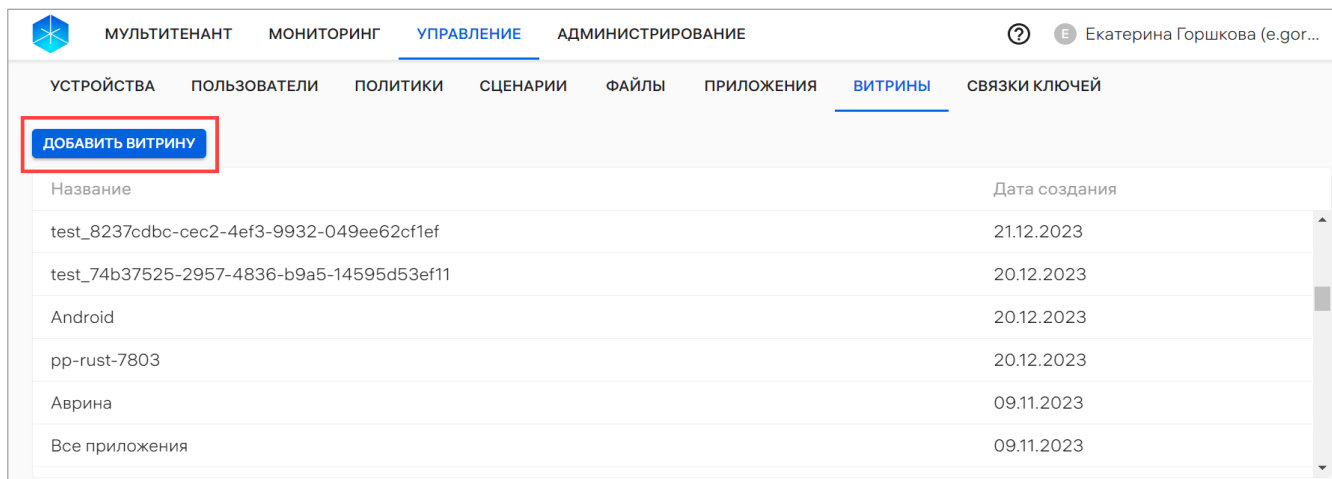 МУЛЬТИТЕНАНТ МОНИТОРИНГ УПРАВЛЕНИЕ АДМИНИСТРИРОВАНИЕ ? E Екатерина Горшкова (e.gor...
УСТРОЙСТВА ПОЛЬЗОВАТЕЛИ ПОЛИТИКИ СЦЕНАРИИ ФАЙЛЫ ПРИЛОЖЕНИЯ ВИТРИНЫ СВЯЗКИ КЛЮЧЕЙ
ДОБАВИТЬ ВИТРИНУ
Название Дата создания
test_8237cdbc-cec2-4ef3-9932-049ee62cf1ef 21.12.2023
test_74b37525-2957-4836-b9a5-14595d53ef11 20.12.2023
Android 20.12.2023
pp-rust-7803 20.12.2023
Аврина 09.11.2023
Все приложения 09.11.2023